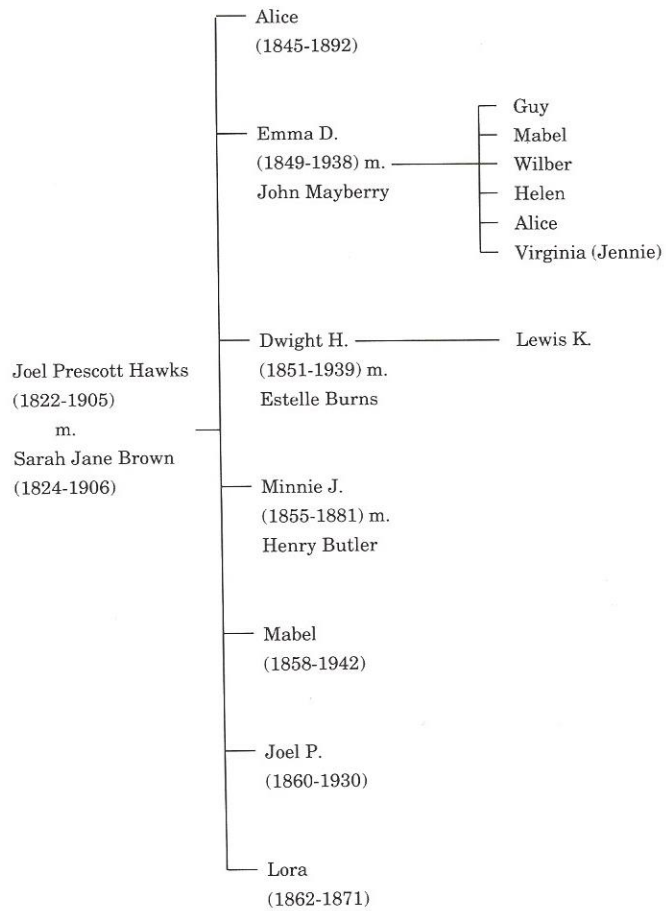 Joel Prescott Hawks
(1822-1905)
m.
Sarah Jane Brown
(1824-1906)
Alice
(1845-1892)
Emma D.
(1849-1938) m.
John Mayberry
Guy
Mabel
Wilber
Helen
Alice
Virginia (Jennie)
Dwight H.
(1851-1939) m.
Estelle Burns
Lewis K.
Minnie J.
(1855-1881) m.
Henry Butler
Mabel
(1858-1942)
Joel P.
(1860-1930)
Lora
(1862-1871)